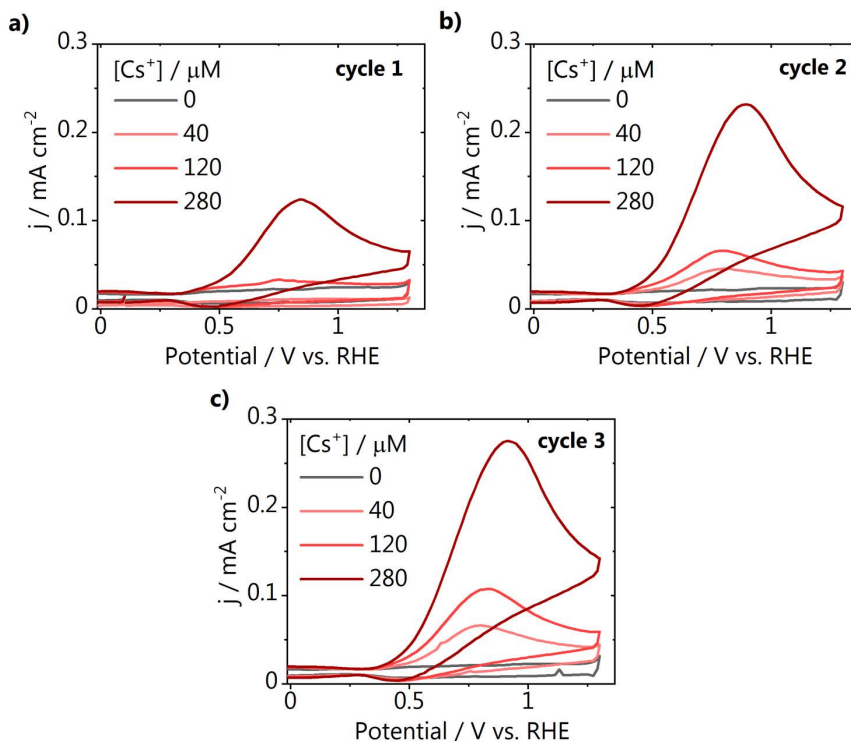 a)
0.3
[Cs⁺] / μM
cycle 1
0
0.2
40
120
280
0.1
0
0
0.5
1
j / mA cm⁻²
Potential / V vs. RHE
b)
0.3
[Cs⁺] / μM
cycle 2
0
0.2
40
120
280
0.1
0
0
0.5
1
j / mA cm⁻²
Potential / V vs. RHE
c)
0.3
[Cs⁺] / μM
cycle 3
0
0.2
40
120
280
0.1
0
0
0.5
1
j / mA cm⁻²
Potential / V vs. RHE